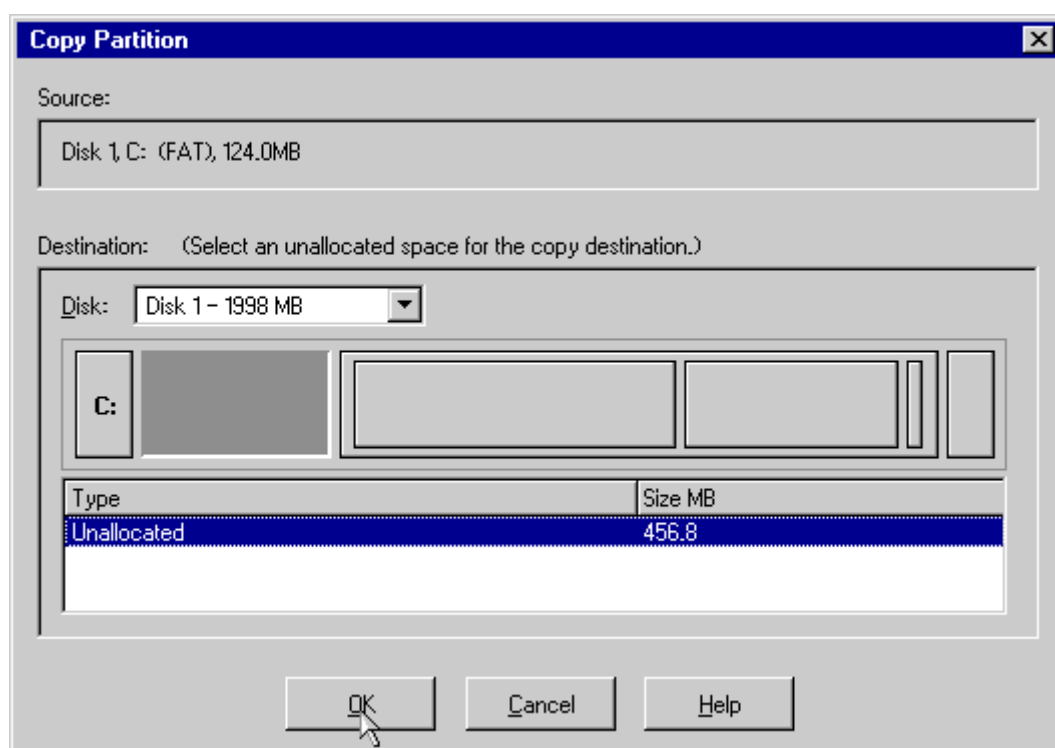 Copy Partition
Source:
Disk 1, C: (FAT), 124.0MB
Destination: (Select an unallocated space for the copy destination.)
Disk: Disk 1 - 1998 MB
C:
Type Size MB
Unallocated 456.8
OK Cancel Help